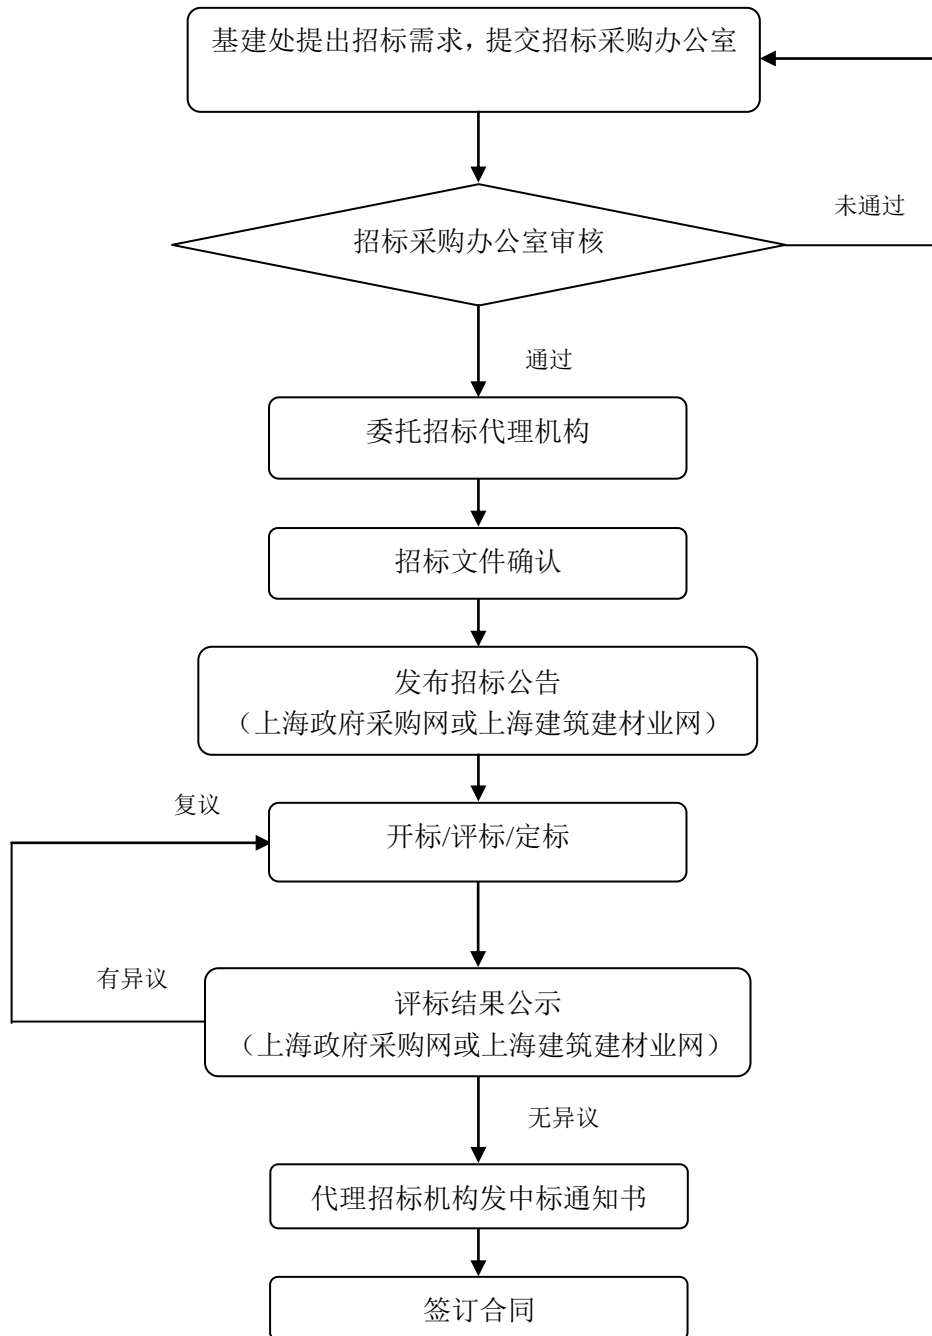 基建处提出招标需求，提交招标采购办公室
未通过
招标采购办公室审核
通过
委托招标代理机构
招标文件确认
发布招标公告
（上海政府采购网或上海建筑建材业网）
复议
开标/评标/定标
有异议
评标结果公示
（上海政府采购网或上海建筑建材业网）
无异议
代理招标机构发中标通知书
签订合同